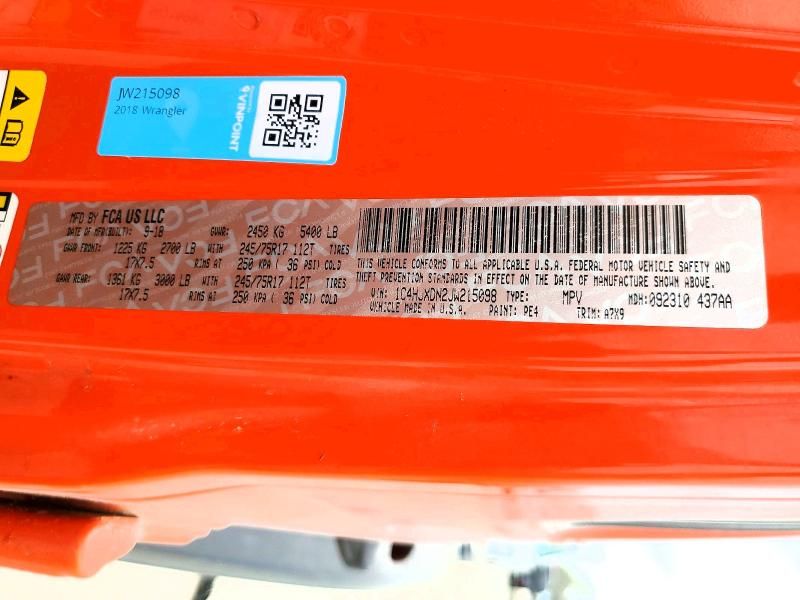 JW215098
2018 Wrangler
VINPOINT
MFD BY FCA US LLC
DATE OF MFR(BUILT): 9-18 GVWR: 2450 KG 5400 LB
GAWR FRONT: 1225 KG 2700 LB WITH 245/75R17 112T TIRES
17X7.5 RIMS AT 250 KPA ( 36 PSI) COLD
GAWR REAR: 1361 KG 3000 LB WITH 245/75R17 112T TIRES
17X7.5 RIMS AT 250 KPA ( 36 PSI) COLD
THIS VEHICLE CONFORMS TO ALL APPLICABLE U.S.A. FEDERAL MOTOR VEHICLE SAFETY AND
THEFT PREVENTION STANDARDS IN EFFECT ON THE DATE OF MANUFACTURE SHOWN ABOVE.
VIN: 1C4HJXDN2JW215098 TYPE: MPV MDH:092310 437AA
VEHICLE MADE IN U.S.A. PAINT: PE4 TRIM: A7X9